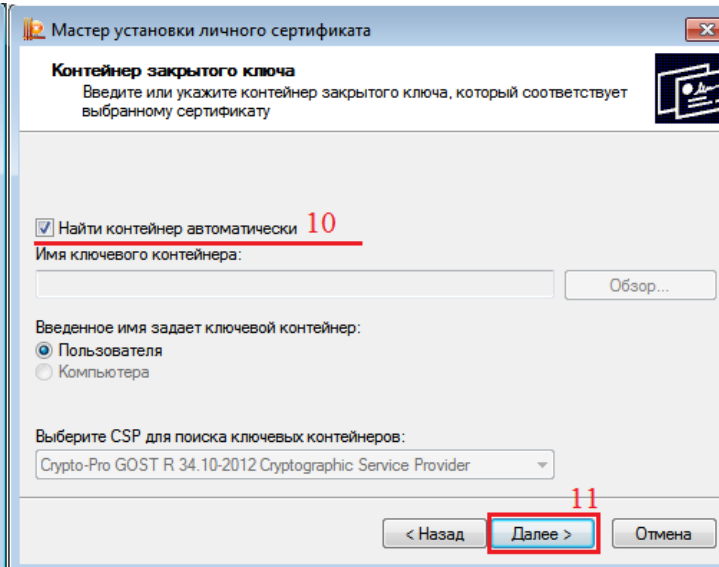 Мастер установки личного сертификата
Контейнер закрытого ключа
Введите или укажите контейнер закрытого ключа, который соответствует
выбранному сертификату
Найти контейнер автоматически 10
Имя ключевого контейнера:
Обзор...
Введенное имя задает ключевой контейнер:
Пользователя
Компьютера
Выберите CSP для поиска ключевых контейнеров:
Crypto-Pro GOST R 34.10-2012 Cryptographic Service Provider
11
< Назад Далее > Отмена